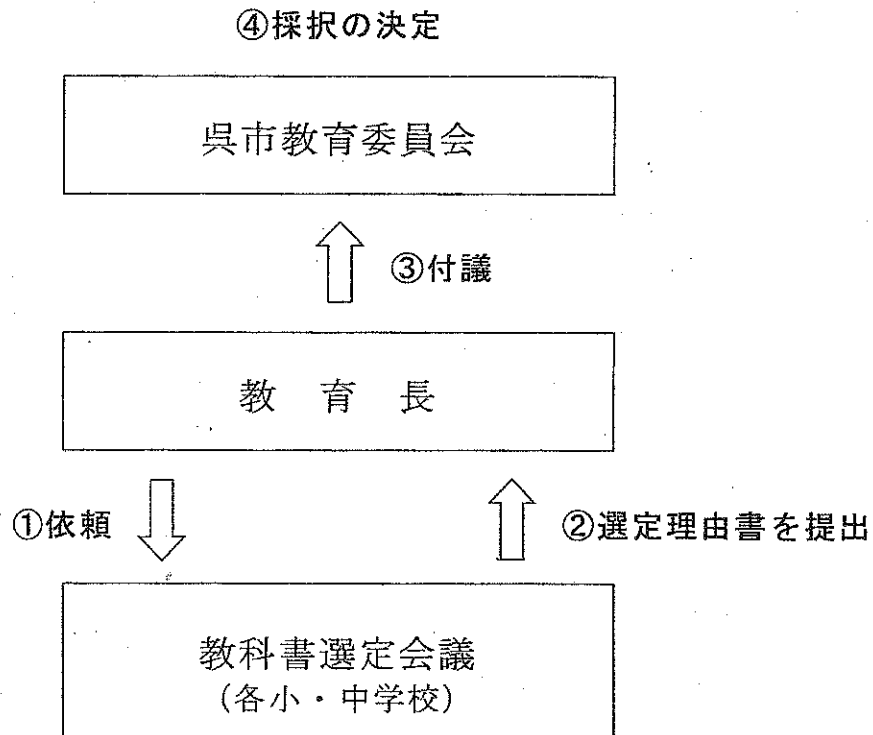 ④採択の決定
呉市教育委員会
③付議
教 育 長
①依頼
②選定理由書を提出
教科書選定会議
(各小・中学校)